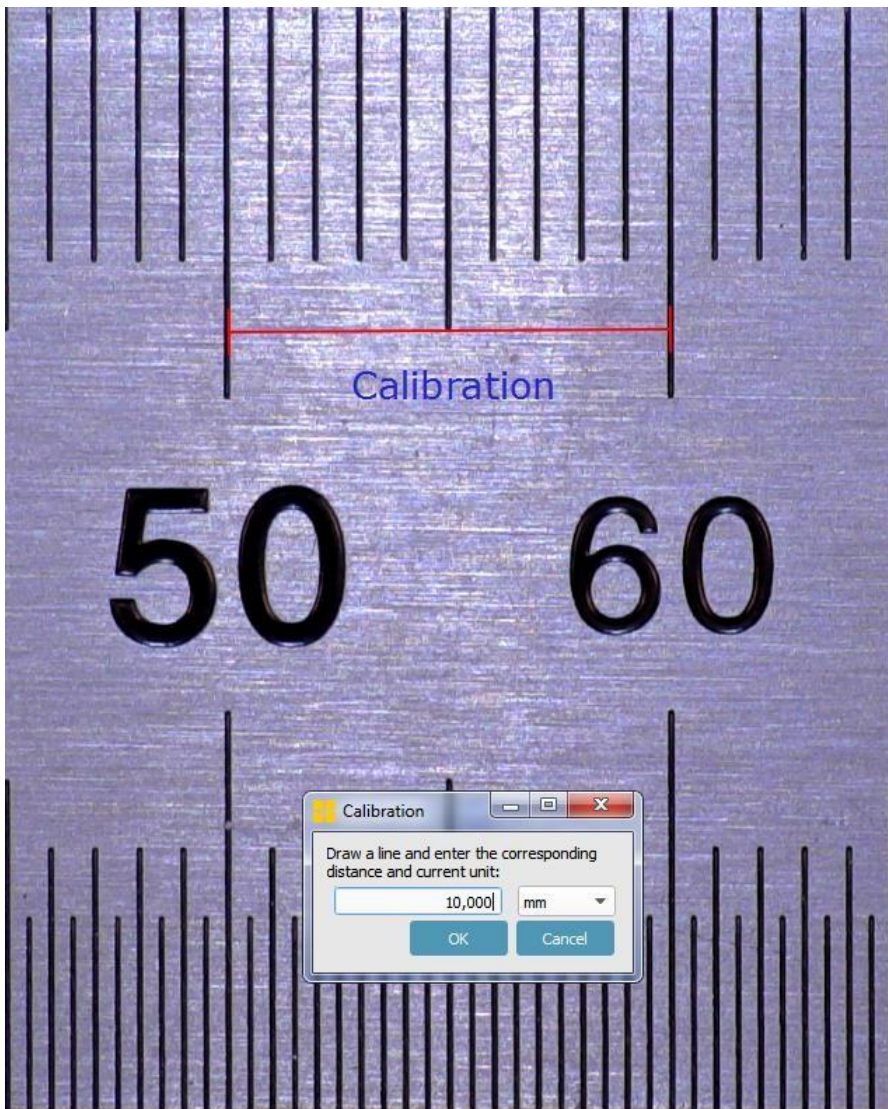 Calibration
50 60
Calibration
Draw a line and enter the corresponding
distance and current unit:
10,000 mm
OK Cancel